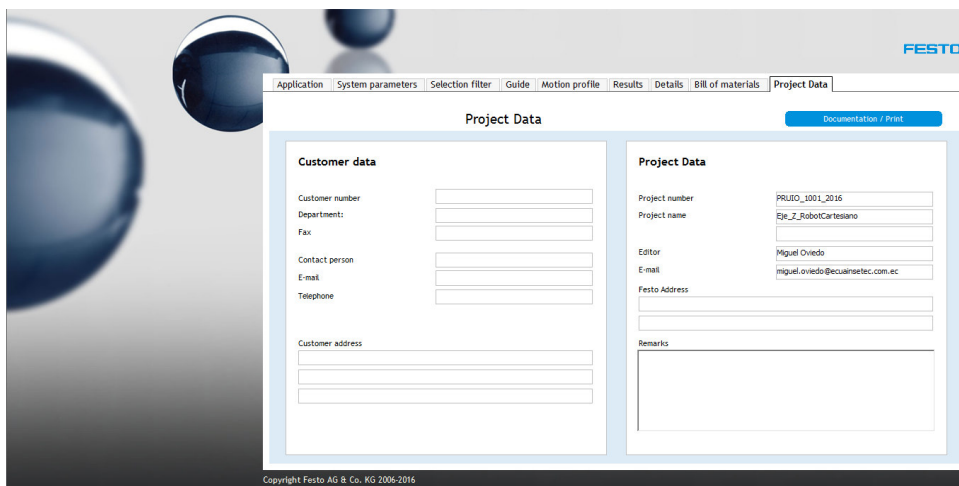 FESTO
Application System parameters Selection filter Guide Motion profile Results Details Bill of materials Project Data
Project Data
Documentation / Print
Customer data
Customer number
Department:
Fax
Contact person
E-mail
Telephone
Customer address
Project Data
Project number PRUIO_1001_2016
Project name Eje_Z_RobotCartesiano
Editor Miguel Oviedo
E-mail miguel.oviedo@ecuainsetec.com.ec
Festo Address
Remarks
Copyright Festo AG & Co. KG 2006-2016